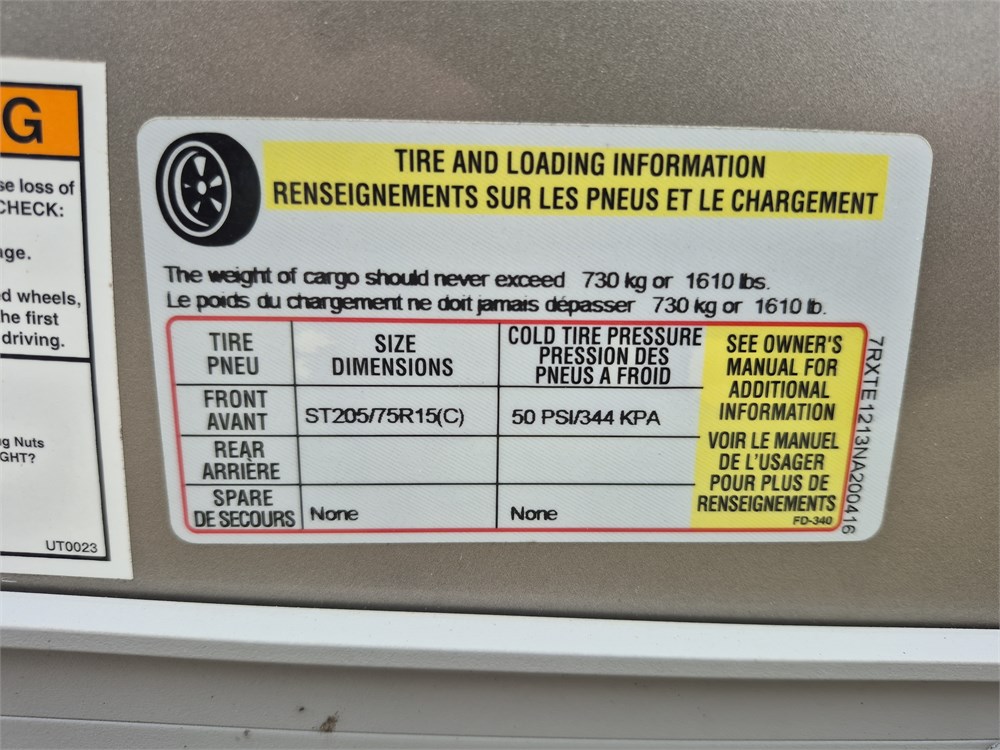 G
se loss of
CHECK:
age.
d wheels,
he first
driving.
g Nuts
GHT?
UT0023
TIRE AND LOADING INFORMATION
RENSEIGNEMENTS SUR LES PNEUS ET LE CHARGEMENT
The weight of cargo should never exceed 730 kg or 1610 lbs.
Le poids du chargement ne doit jamais dépasser 730 kg or 1610 lb.
TIRE
PNEU
SIZE
DIMENSIONS
COLD TIRE PRESSURE
PRESSION DES
PNEUS A FROID
FRONT
AVANT
ST205/75R15(C)
50 PSI/344 KPA
REAR
ARRIÈRE
SPARE
DE SECOURS
None
None
SEE OWNER'S
MANUAL FOR
ADDITIONAL
INFORMATION
VOIR LE MANUEL
DE L'USAGER
POUR PLUS DE
RENSEIGNEMENTS
FD-340
7RXTE1213NA200416